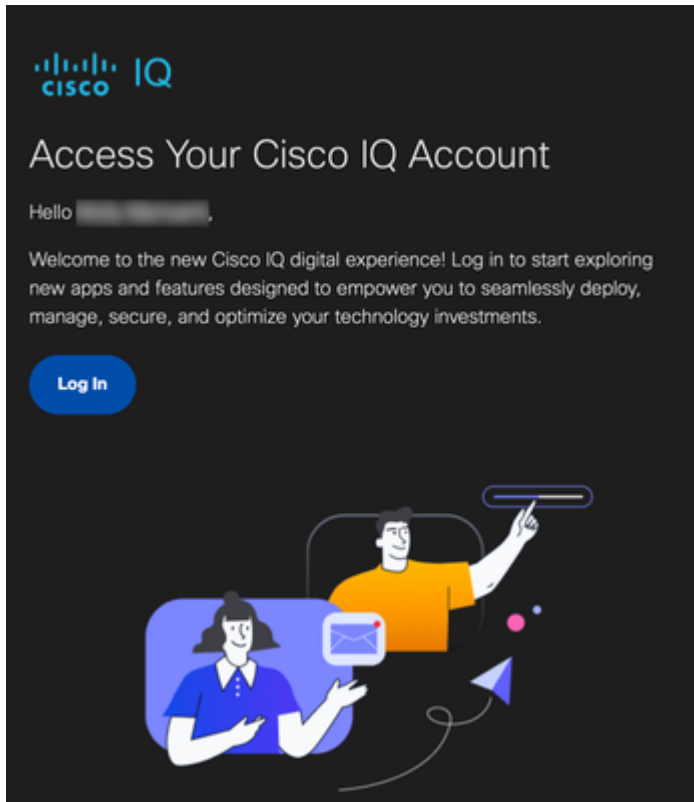 cisco IQ
Access Your Cisco IQ Account
Hello ,
Welcome to the new Cisco IQ digital experience! Log in to start exploring
new apps and features designed to empower you to seamlessly deploy,
manage, secure, and optimize your technology investments.
Log In